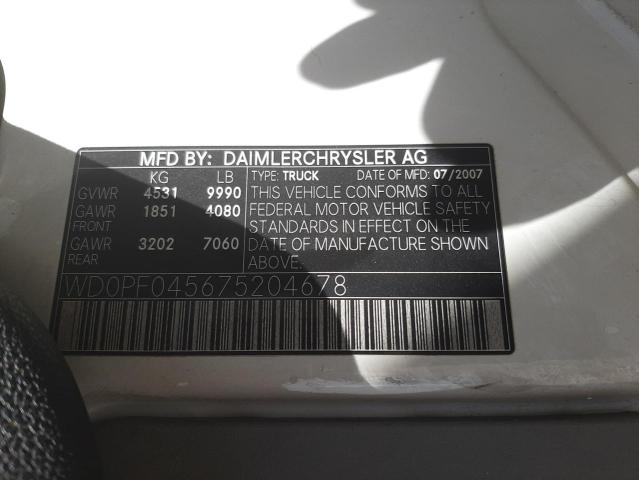 MFD BY: DAIMLERCHRYSLER AG
KG LB TYPE: TRUCK DATE OF MFD: 07/2007
GVWR 4531 9990 THIS VEHICLE CONFORMS TO ALL
GAWR 1851 4080 FEDERAL MOTOR VEHICLE SAFETY
FRONT STANDARDS IN EFFECT ON THE
GAWR 3202 7060 DATE OF MANUFACTURE SHOWN
REAR ABOVE.
WD0PF045675204678